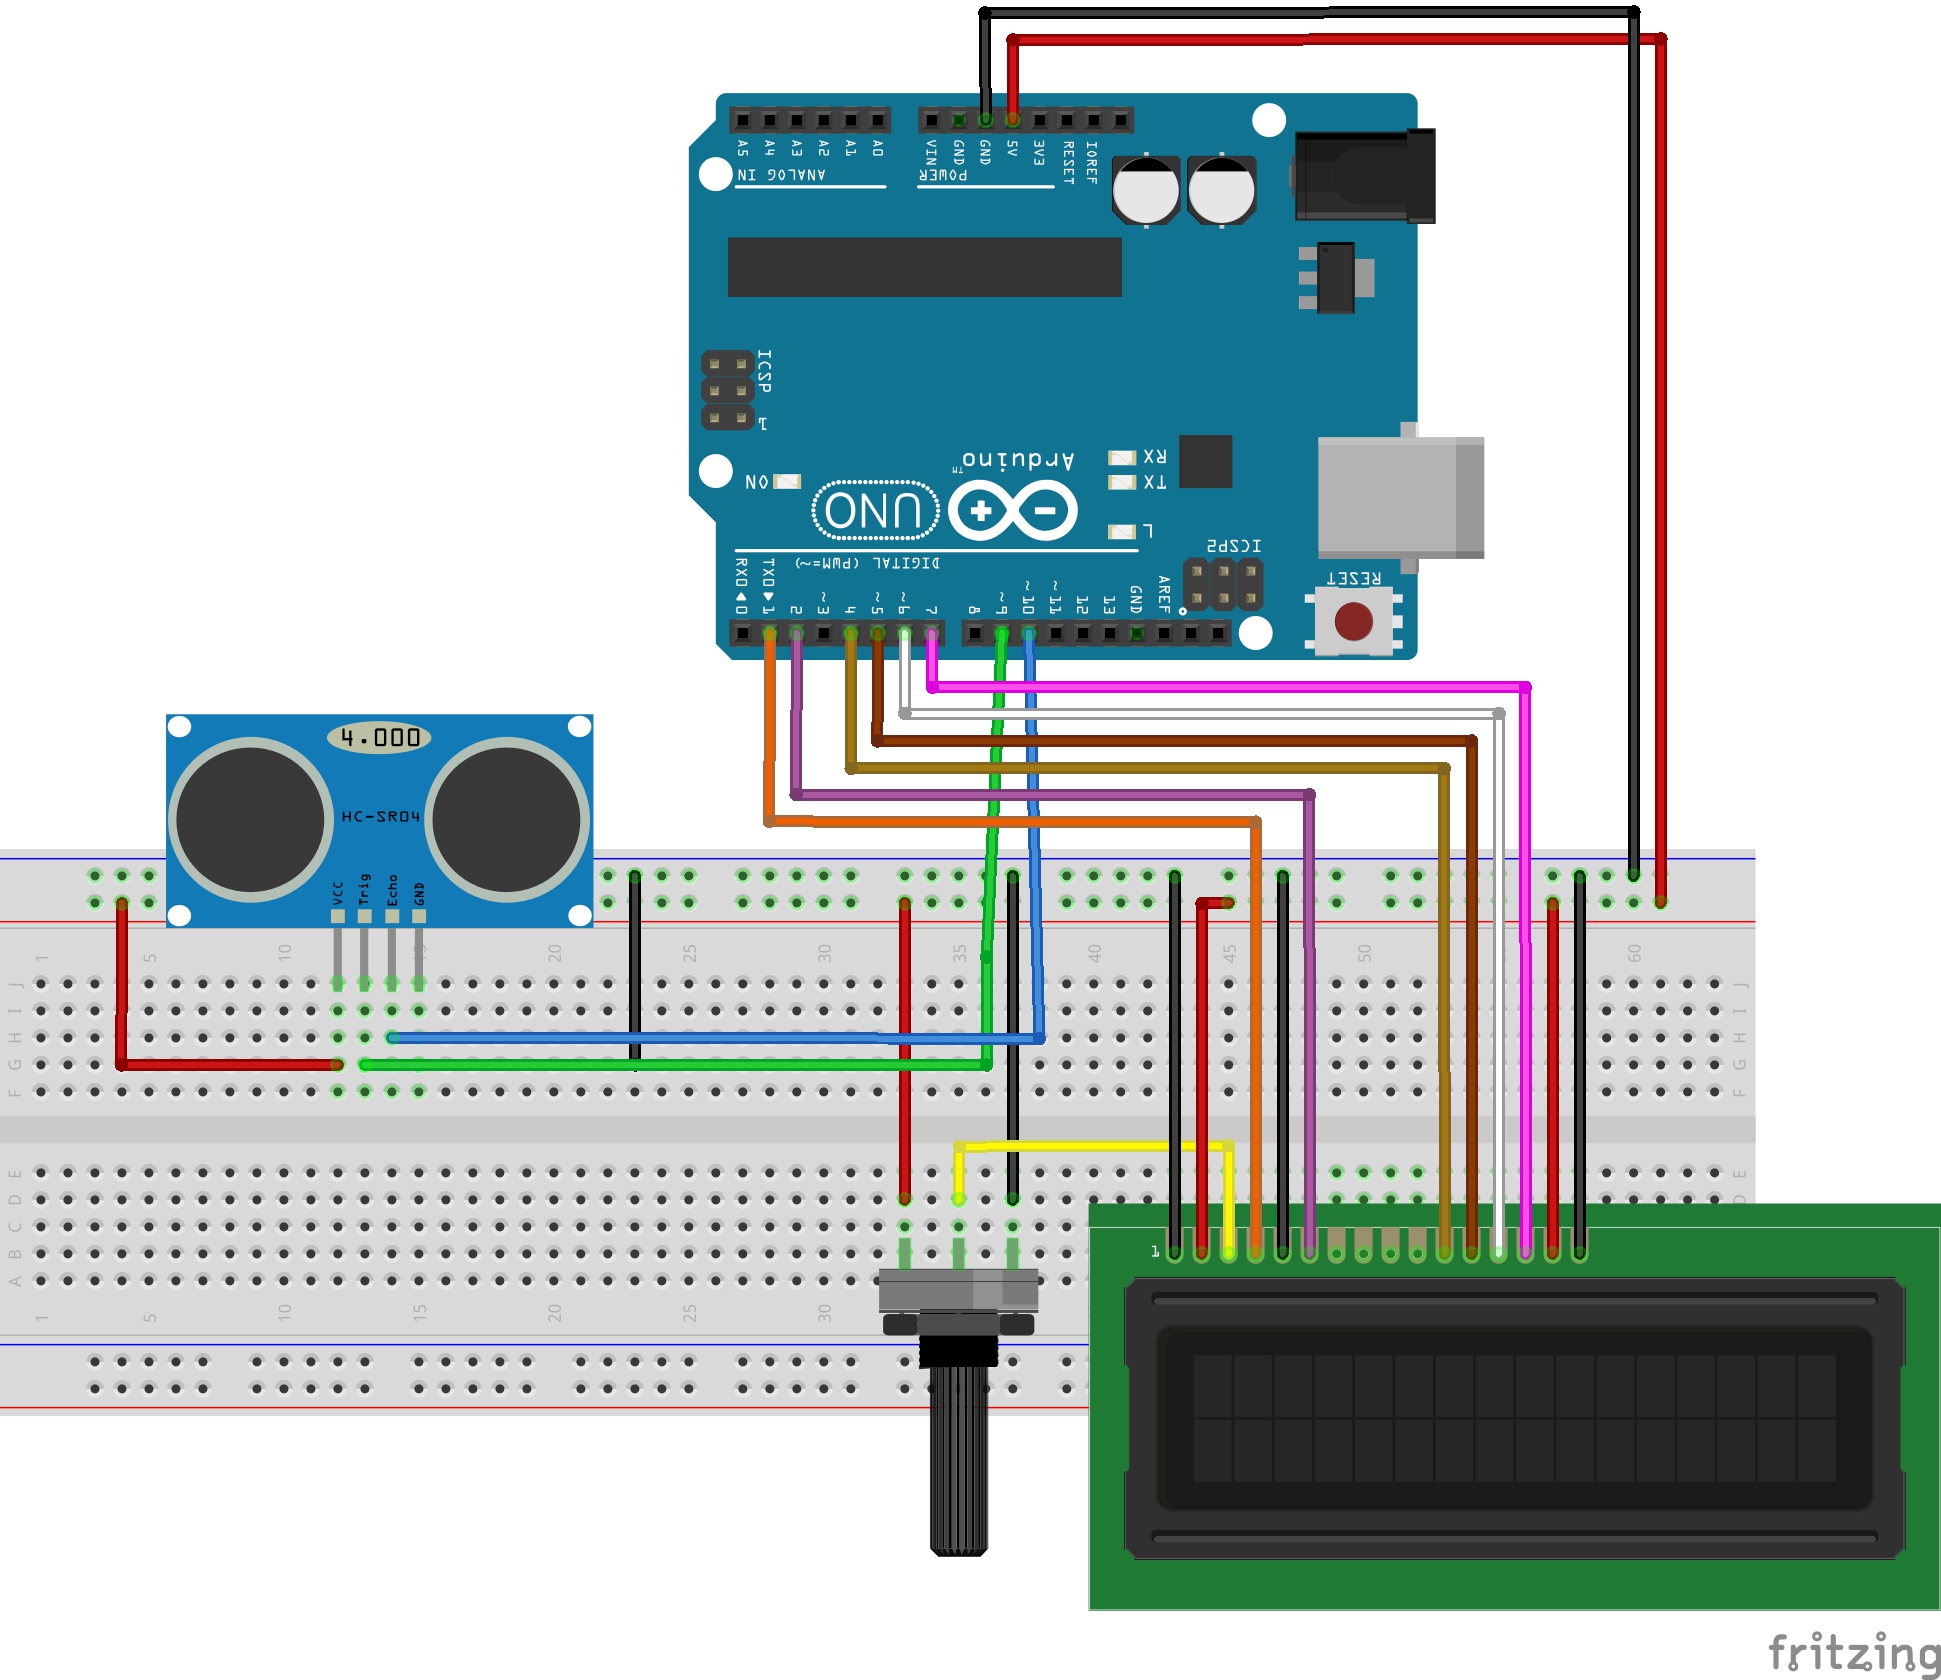 A5 A4 A3 A2 A1 A0
VIN GND GND 5V 3V3 RESET IOREF
ANALOG IN
POWER
ICSP
1
Arduino™
RX
TX
ON
UNO
L
ICSP2
RESET
DIGITAL (PWM=~)
RX0 ◀ 0
TX0 ▶ 1
2
~3
4
~5
~6
7
8
~9
~10
~11
12
13
GND
AREF
4.000
HC-SR04
VCC Trig Echo GND
1 5 10 15 20 25 30 35 40 45 50 60
J J
I I
H H
G G
F F
E E
D D
C
B
A
1
1 5 10 15 20 25 30
fritzing